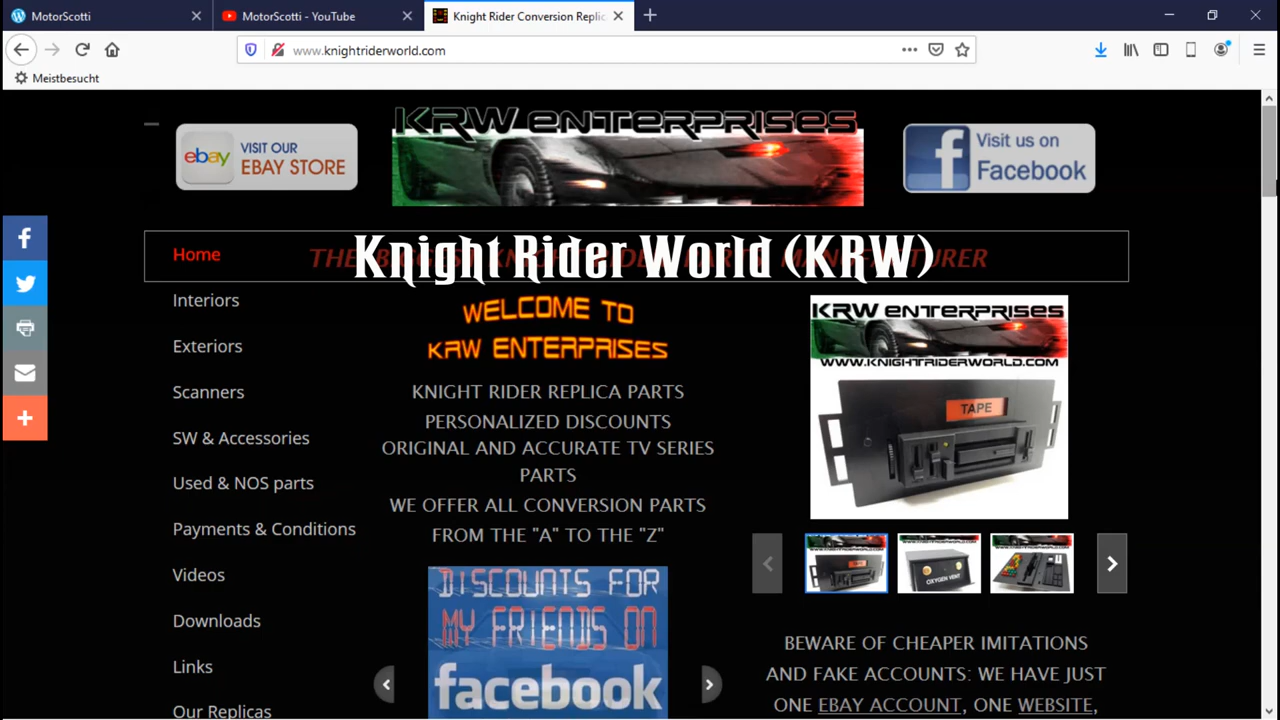 MotorScotti
MotorScotti - YouTube
Knight Rider Conversion Replic
www.knightriderworld.com
Meistbesucht
ebay
VISIT OUR
EBAY STORE
KRW ENTERPRISES
f
Visit us on
Facebook
Home
Knight Rider World (KRW)
Interiors
Exteriors
Scanners
SW & Accessories
Used & NOS parts
Payments & Conditions
Videos
Downloads
Links
Our Replicas
WELCOME TO
KRW ENTERPRISES
KNIGHT RIDER REPLICA PARTS
PERSONALIZED DISCOUNTS
ORIGINAL AND ACCURATE TV SERIES
PARTS
WE OFFER ALL CONVERSION PARTS
FROM THE "A" TO THE "Z"
DISCOUNTS FOR
MY FRIENDS ON
facebook
KRW ENTERPRISES
WWW.KNIGHTRIDERWORLD.COM
TAPE
OXYGEN VENT
BEWARE OF CHEAPER IMITATIONS
AND FAKE ACCOUNTS: WE HAVE JUST
ONE EBAY ACCOUNT, ONE WEBSITE,